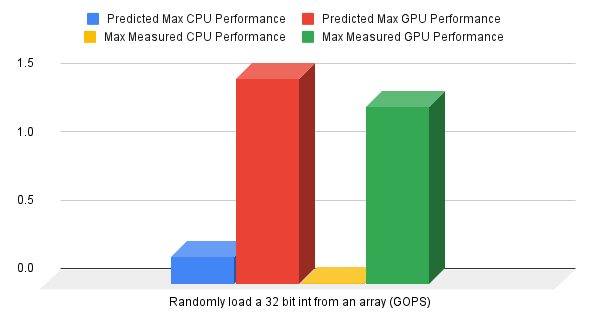 Predicted Max CPU Performance Predicted Max GPU Performance
Max Measured CPU Performance Max Measured GPU Performance
1.5
1.0
0.5
0.0
Randomly load a 32 bit int from an array (GOPS)